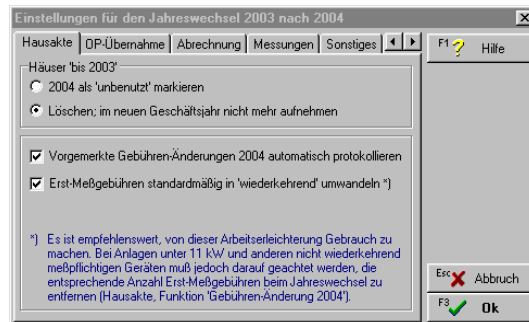 Einstellungen für den Jahreswechsel 2003 nach 2004
Hausakte OP-Übernahme Abrechnung Messungen Sonstiges
Häuser 'bis 2003'
2004 als 'unbenutzt' markieren
Löschen; im neuen Geschäftsjahr nicht mehr aufnehmen
Vorgemerkte Gebühren-Änderungen 2004 automatisch protokollieren
Erst-Meßgebühren standardmäßig in 'wiederkehrend' umwandeln *)
*) Es ist empfehlenswert, von dieser Arbeitserleichterung Gebrauch zu
machen. Bei Anlagen unter 11 kW und anderen nicht wiederkehrend
meßpflichtigen Geräten muß jedoch darauf geachtet werden, die
entsprechende Anzahl Erst-Meßgebühren beim Jahreswechsel zu
entfernen (Hausakte, Funktion 'Gebühren-Änderung 2004').
F1 Hilfe
Esc Abbruch
F3 Ok